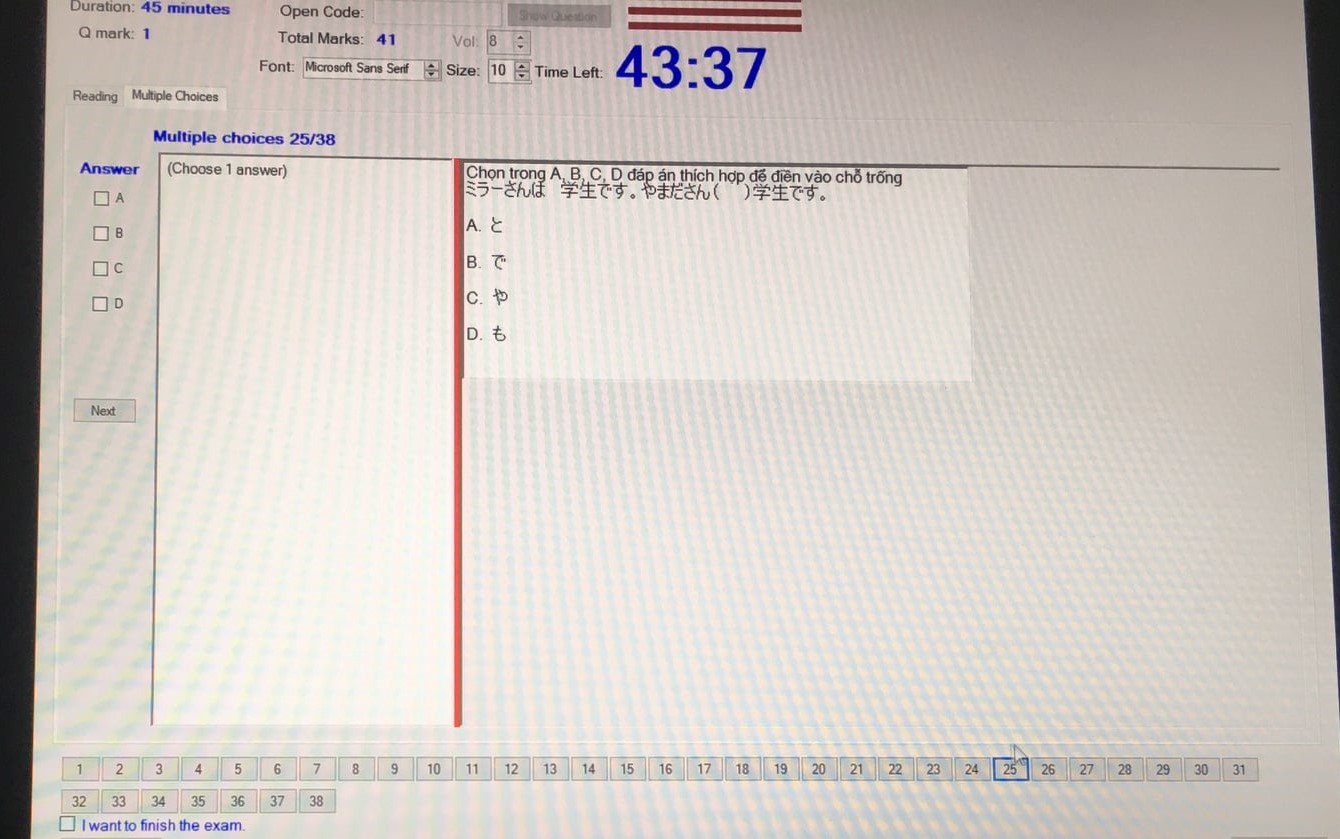 Duration: 45 minutes
Open Code:
Show Question
Q mark: 1
Total Marks: 41
Vol: 8
Font: Microsoft Sans Serif
Size: 10
Time Left: 43:37
Reading
Multiple Choices
Multiple choices 25/38
Answer
(Choose 1 answer)
A
B
C
D
Next
Chọn trong A, B, C, D đáp án thích hợp để điền vào chỗ trống
ミラーさんは 学生です。やまださん( )学生です。
A. と
B. で
C. や
D. も
1 2 3 4 5 6 7 8 9 10 11 12 13 14 15 16 17 18 19 20 21 22 23 24 25 26 27 28 29 30 31
32 33 34 35 36 37 38
I want to finish the exam.